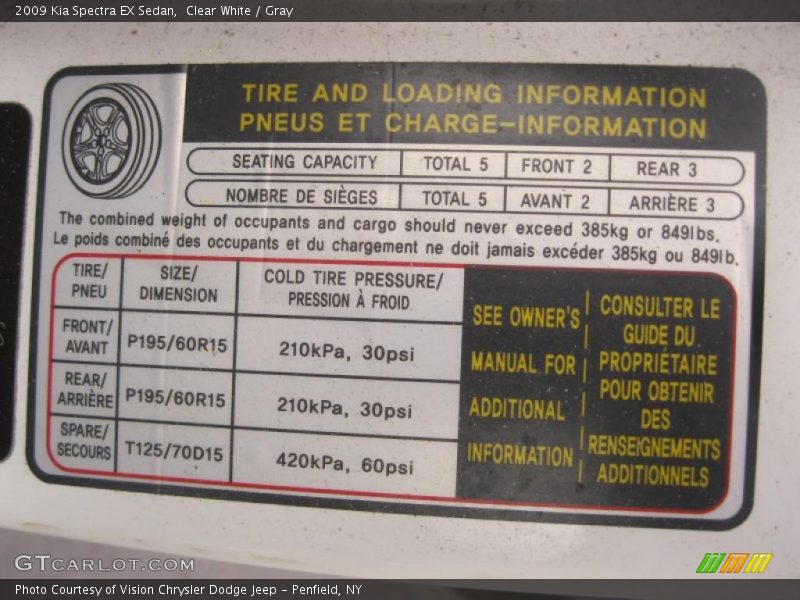 2009 Kia Spectra EX Sedan,  Clear White / Gray
TIRE AND LOADING INFORMATION
PNEUS ET CHARGE-INFORMATION
SEATING CAPACITY TOTAL 5 FRONT 2 REAR 3
NOMBRE DE SIÈGES TOTAL 5 AVANT 2 ARRIÈRE 3
The combined weight of occupants and cargo should never exceed 385kg or 849lbs.
Le poids combiné des occupants et du chargement ne doit jamais excéder 385kg ou 849lb.
TIRE/
PNEU
SIZE/
DIMENSION
COLD TIRE PRESSURE/
PRESSION À FROID
FRONT/
AVANT
P195/60R15
210kPa, 30psi
REAR/
ARRIÈRE
P195/60R15
210kPa, 30psi
SPARE/
SECOURS
T125/70D15
420kPa, 60psi
SEE OWNER'S
MANUAL FOR
ADDITIONAL
INFORMATION
CONSULTER LE
GUIDE DU
PROPRIÉTAIRE
POUR OBTENIR
DES
RENSEIGNEMENTS
ADDITIONNELS
GTCARLOT.COM
Photo Courtesy of Vision Chrysler Dodge Jeep - Penfield, NY